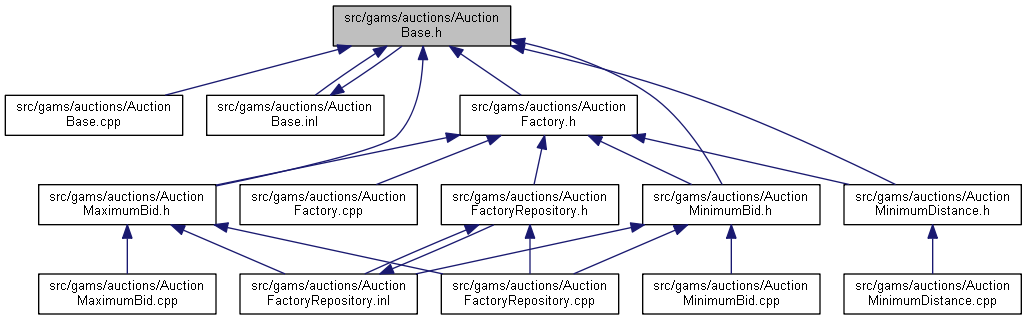 src/gams/auctions/Auction
Base.h
src/gams/auctions/Auction
Base.cpp
src/gams/auctions/Auction
Base.inl
src/gams/auctions/Auction
Factory.h
src/gams/auctions/Auction
MaximumBid.h
src/gams/auctions/Auction
Factory.cpp
src/gams/auctions/Auction
FactoryRepository.h
src/gams/auctions/Auction
MinimumBid.h
src/gams/auctions/Auction
MinimumDistance.h
src/gams/auctions/Auction
MaximumBid.cpp
src/gams/auctions/Auction
FactoryRepository.inl
src/gams/auctions/Auction
FactoryRepository.cpp
src/gams/auctions/Auction
MinimumBid.cpp
src/gams/auctions/Auction
MinimumDistance.cpp